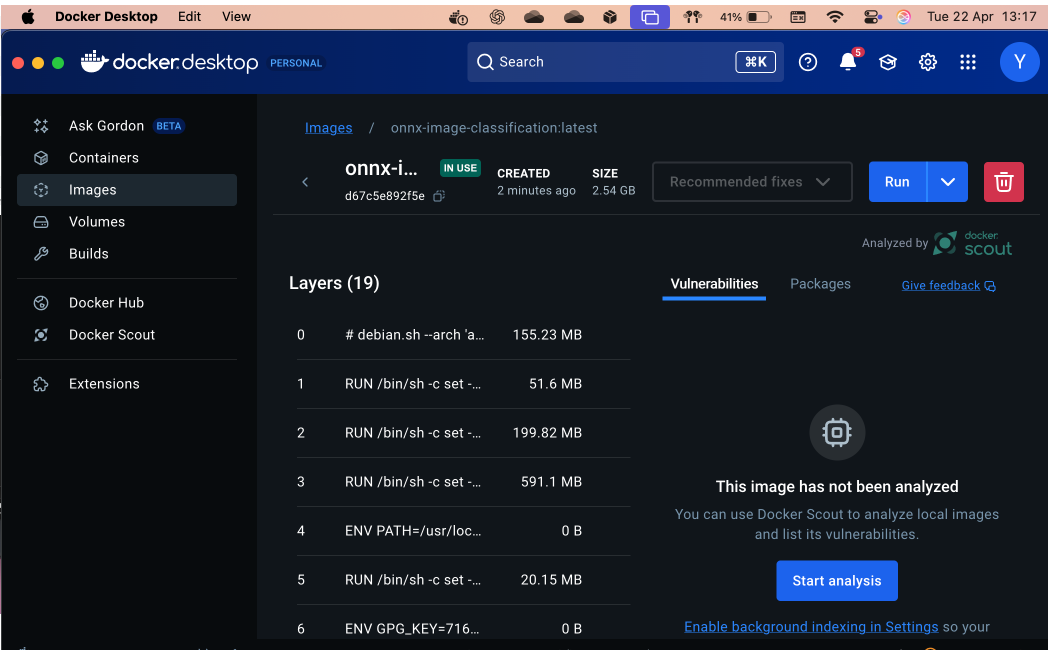 Docker Desktop Edit View 41% Tue 22 Apr 13:17
docker.desktop PERSONAL Search ⌘K 5 Y
Ask Gordon BETA
Containers
Images
Volumes
Builds
Docker Hub
Docker Scout
Extensions
Images / onnx-image-classification:latest
onnx-i... IN USE
d67c5e892f5e
CREATED
2 minutes ago
SIZE
2.54 GB
Recommended fixes
Run
Analyzed by docker scout
Layers (19)
0 # debian.sh --arch 'a... 155.23 MB
1 RUN /bin/sh -c set -... 51.6 MB
2 RUN /bin/sh -c set -... 199.82 MB
3 RUN /bin/sh -c set -... 591.1 MB
4 ENV PATH=/usr/loc... 0 B
5 RUN /bin/sh -c set -... 20.15 MB
6 ENV GPG_KEY=716... 0 B
Vulnerabilities Packages Give feedback
This image has not been analyzed
You can use Docker Scout to analyze local images
and list its vulnerabilities.
Start analysis
Enable background indexing in Settings so your